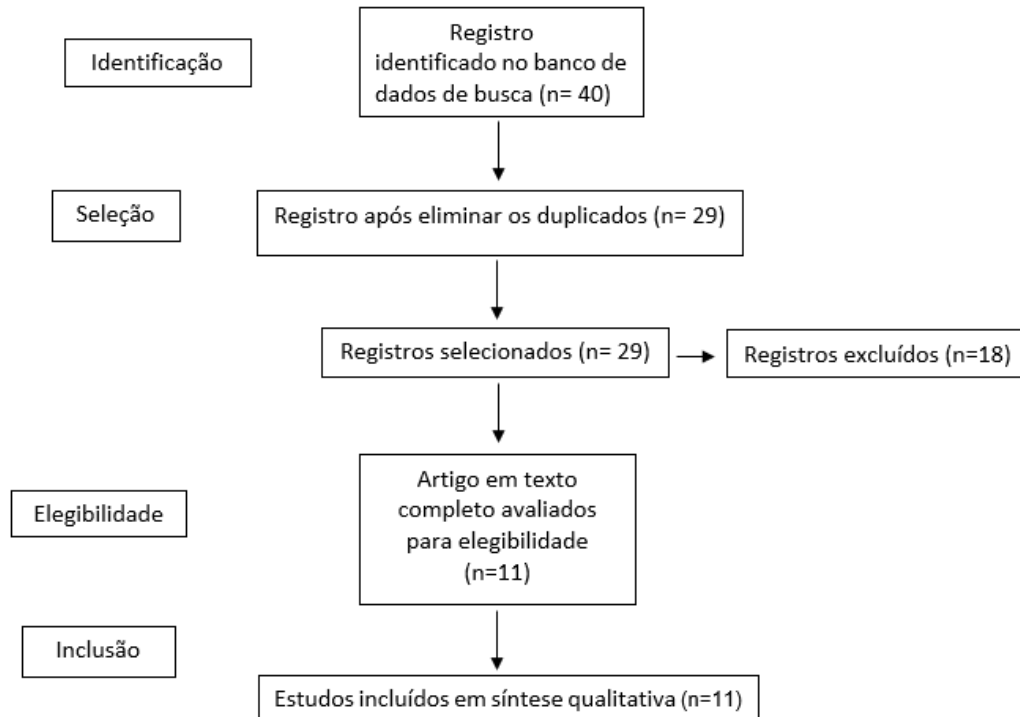 Identificação
Registro
identificado no banco de
dados de busca (n= 40)
Seleção
Registro após eliminar os duplicados (n= 29)
Registros selecionados (n= 29)
Registros excluídos (n=18)
Elegibilidade
Artigo em texto
completo avaliados
para elegibilidade
(n=11)
Inclusão
Estudos incluídos em síntese qualitativa (n=11)